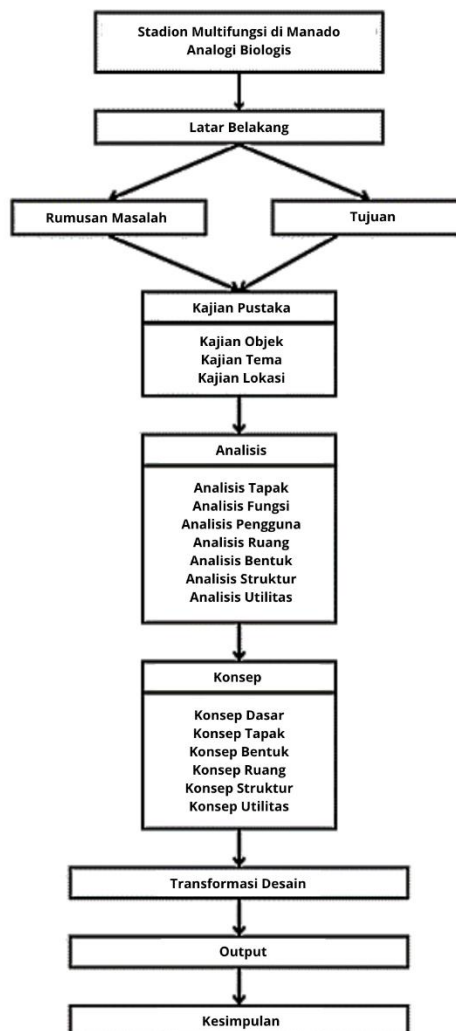 Stadion Multifungsi di Manado
Analogi Biologis
Latar Belakang
Rumusan Masalah
Tujuan
Kajian Pustaka
Kajian Objek
Kajian Tema
Kajian Lokasi
Analisis
Analisis Tapak
Analisis Fungsi
Analisis Pengguna
Analisis Ruang
Analisis Bentuk
Analisis Struktur
Analisis Utilitas
Konsep
Konsep Dasar
Konsep Tapak
Konsep Bentuk
Konsep Ruang
Konsep Struktur
Konsep Utilitas
Transformasi Desain
Output
Kesimpulan